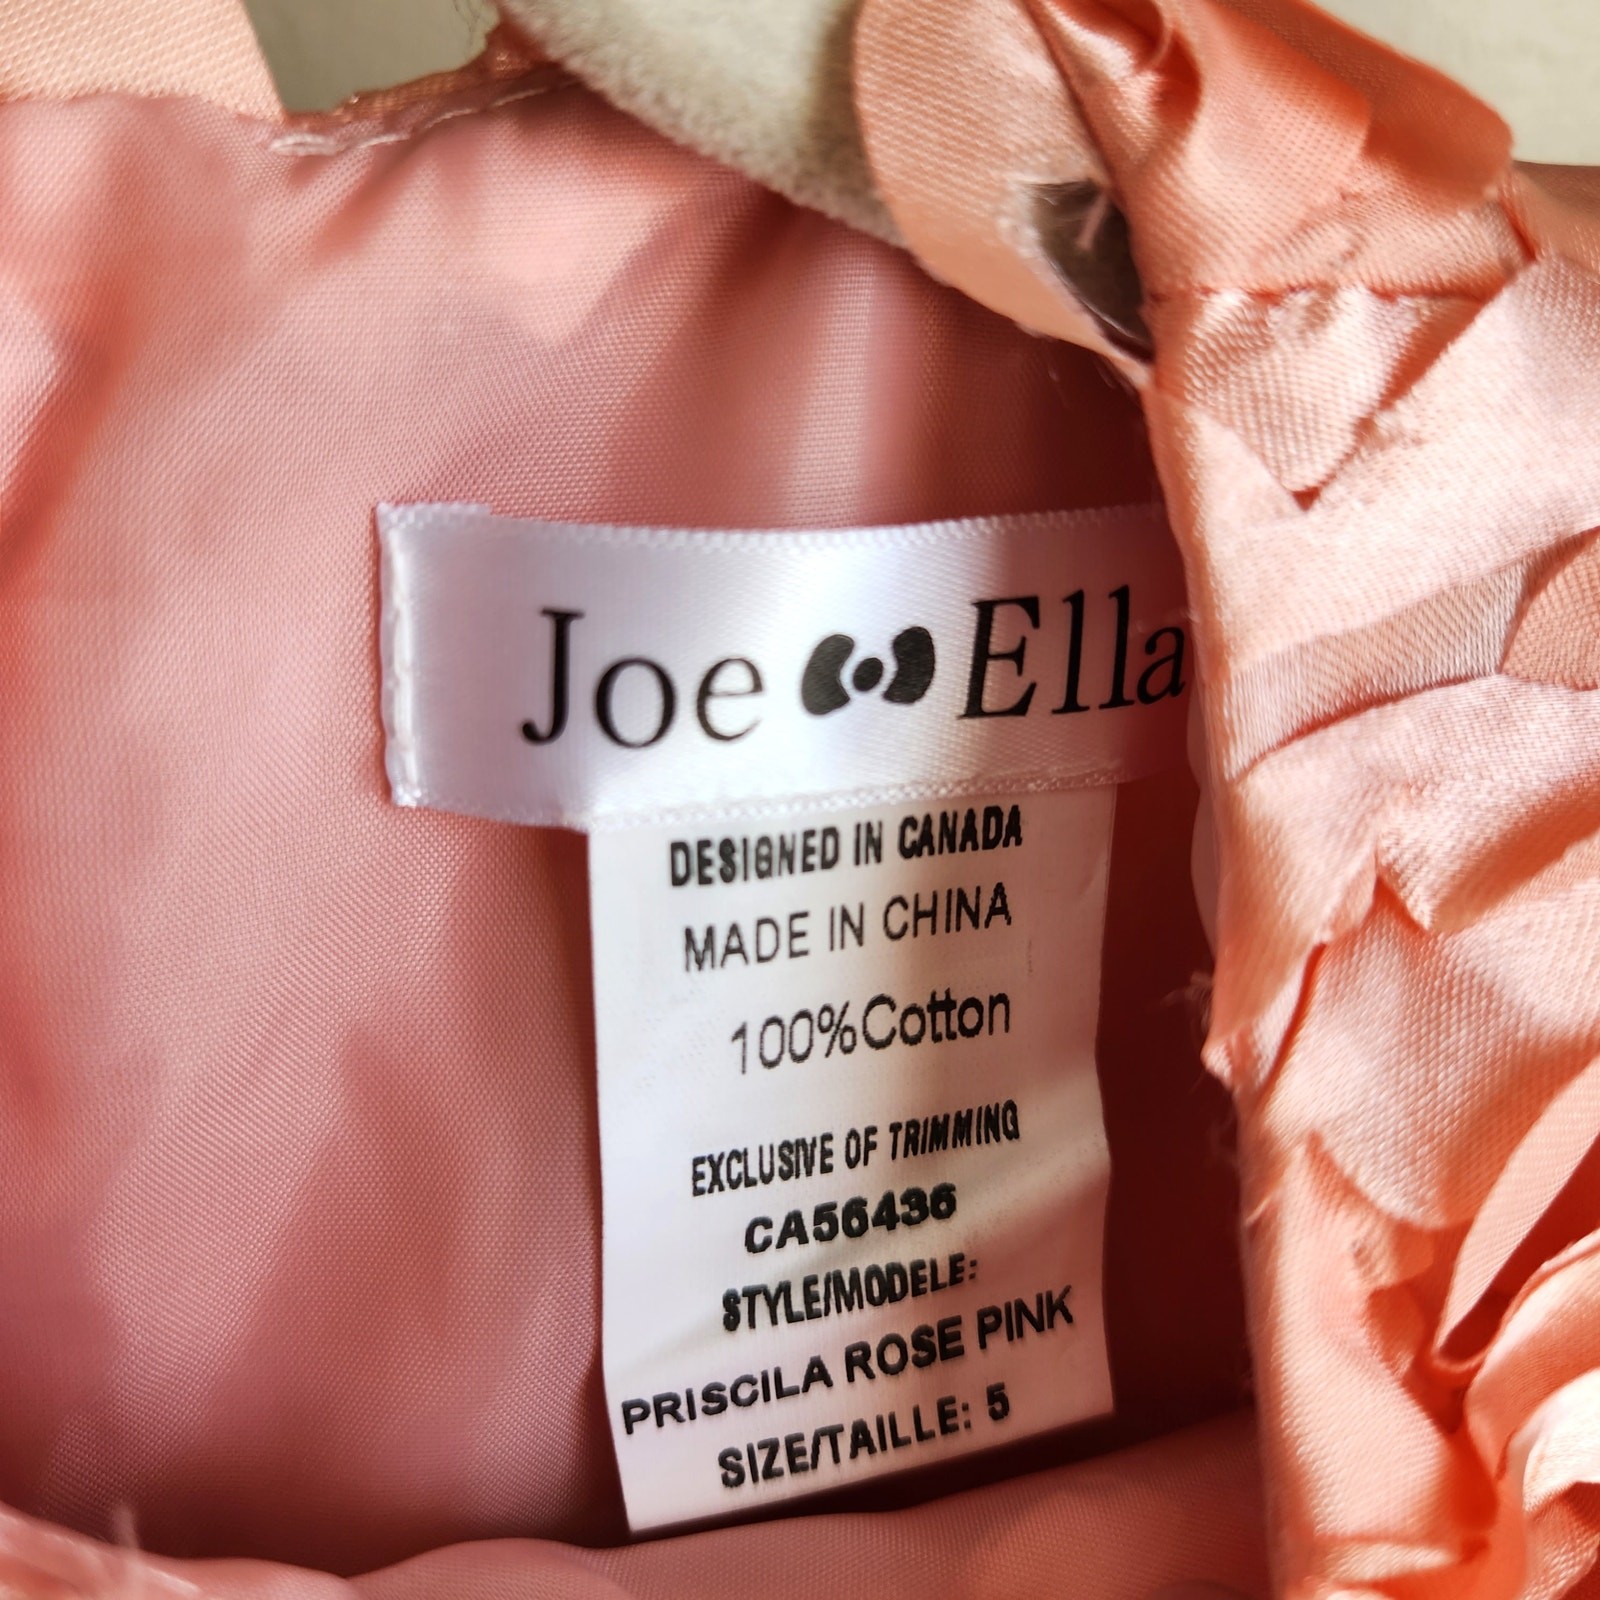 Joe Ella
DESIGNED IN CANADA
MADE IN CHINA
100%Cotton
EXCLUSIVE OF TRIMMING
CA56436
STYLE/MODELE:
PRISCILA ROSE PINK
SIZE/TAILLE: 5